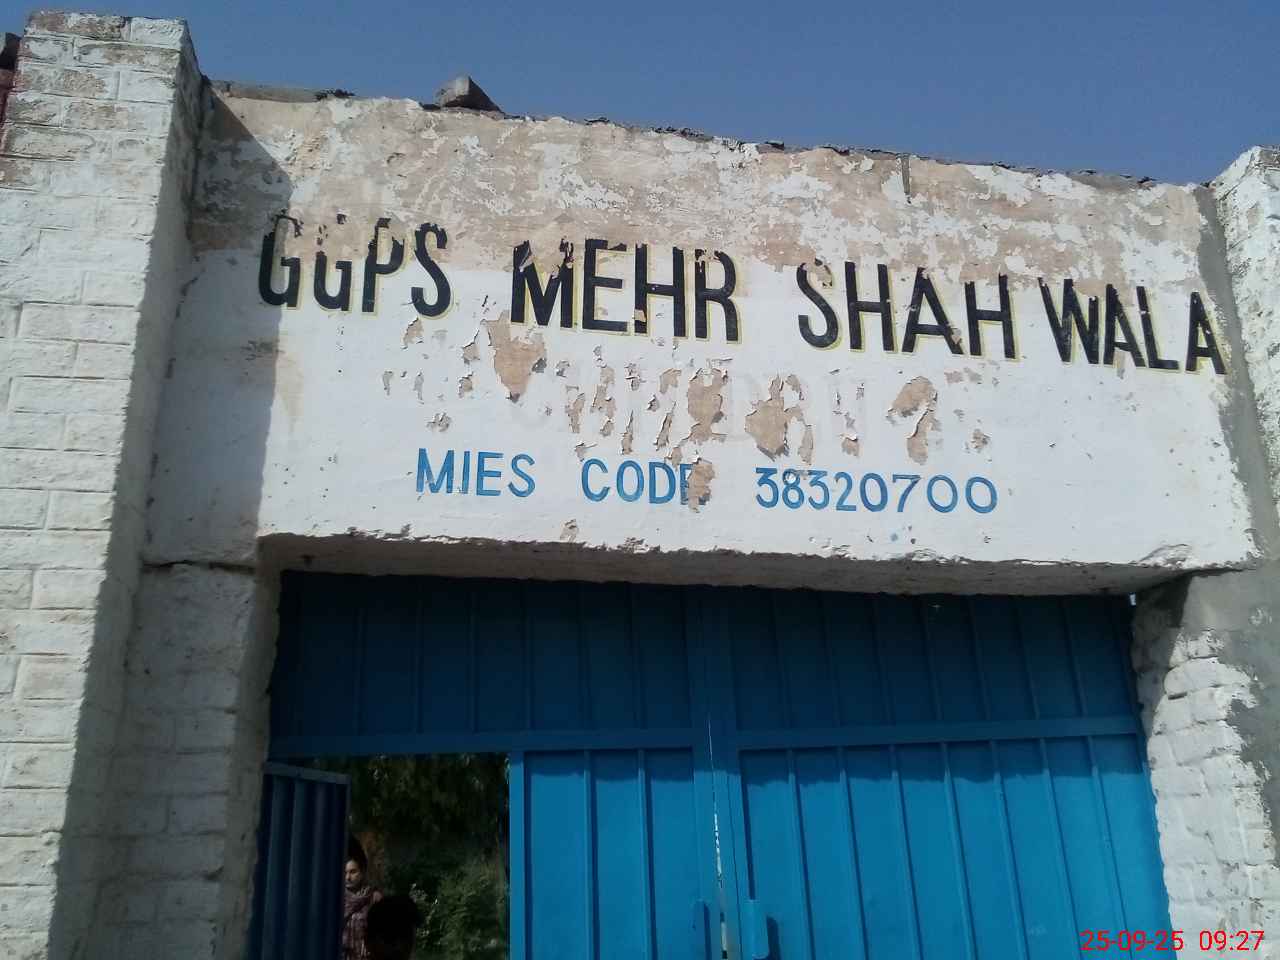 GGPS MEHR SHAH WALA
MIES CODE 38320700
25-09-25 09:27